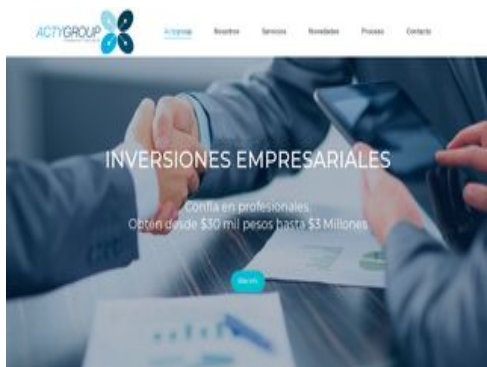 ACTYGROUP
Actygroup Nosotros Servicios Novedades Proceso Contacto
INVERSIONES EMPRESARIALES
Confia en profesionales
Obtén desde $30 mil pesos hasta $3 Millones